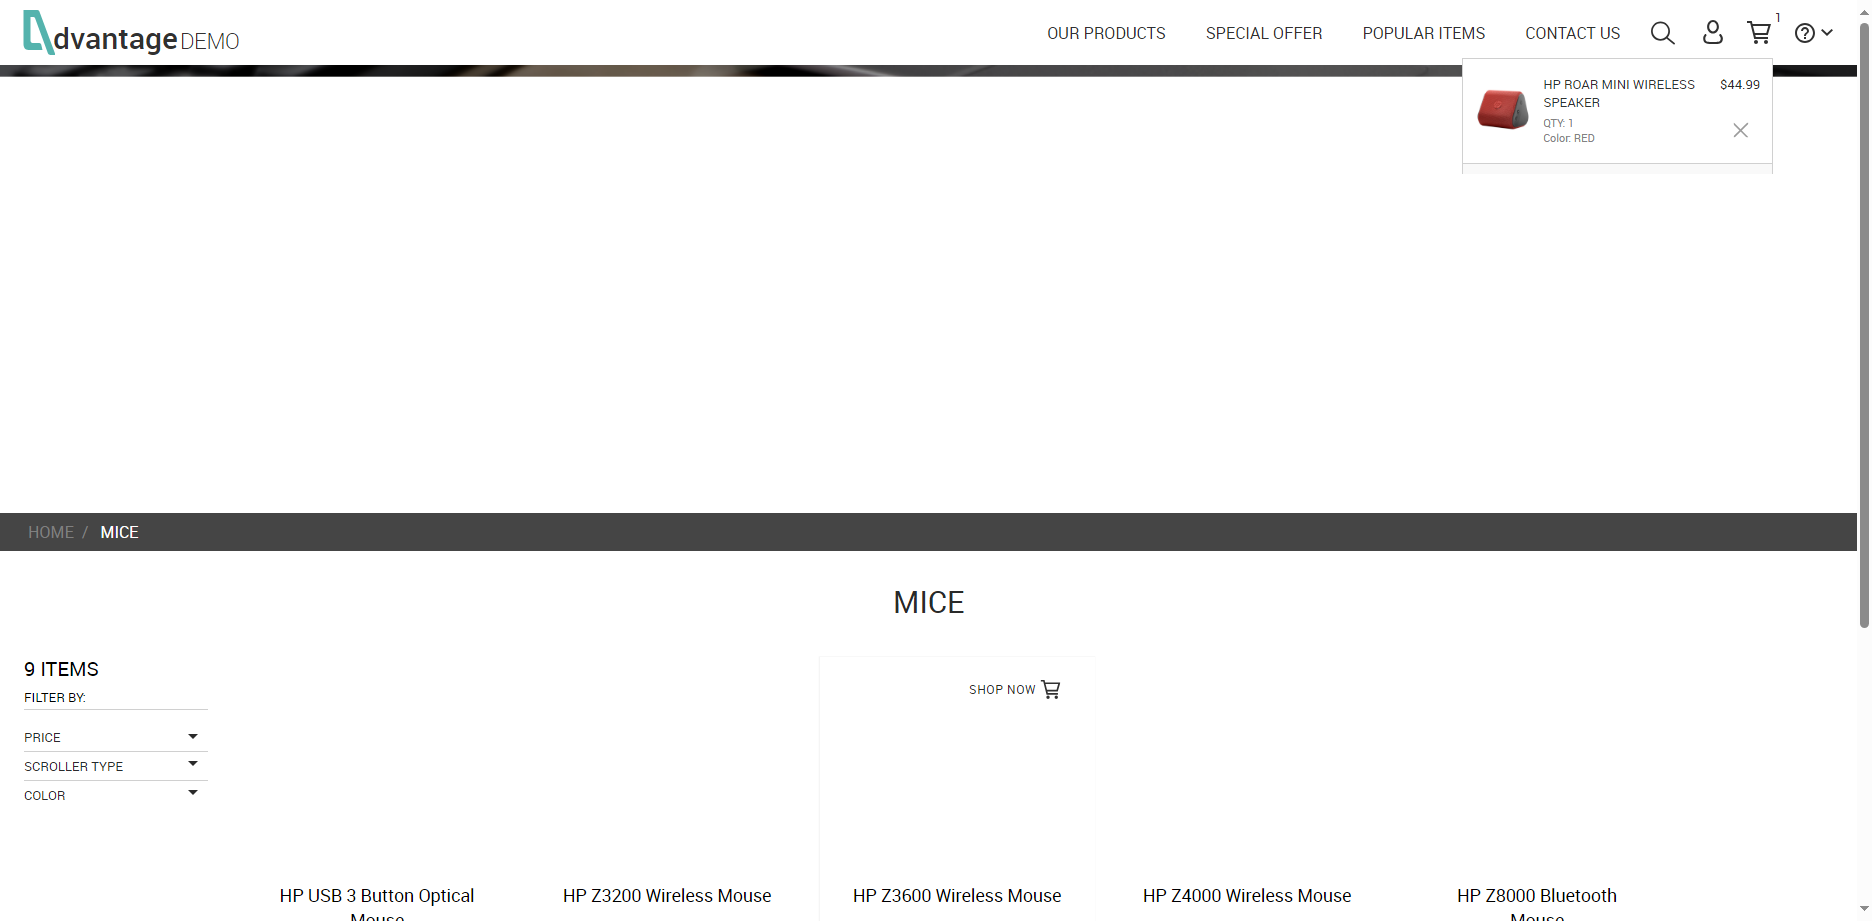 dvantage DEMO
OUR PRODUCTS
SPECIAL OFFER
POPULAR ITEMS
CONTACT US
1
HP ROAR MINI WIRELESS
SPEAKER
$44.99
QTY: 1
Color: RED
HOME / MICE
MICE
9 ITEMS
FILTER BY:
PRICE
SCROLLER TYPE
COLOR
SHOP NOW
HP USB 3 Button Optical
Mouse
HP Z3200 Wireless Mouse
HP Z3600 Wireless Mouse
HP Z4000 Wireless Mouse
HP Z8000 Bluetooth
Mouse